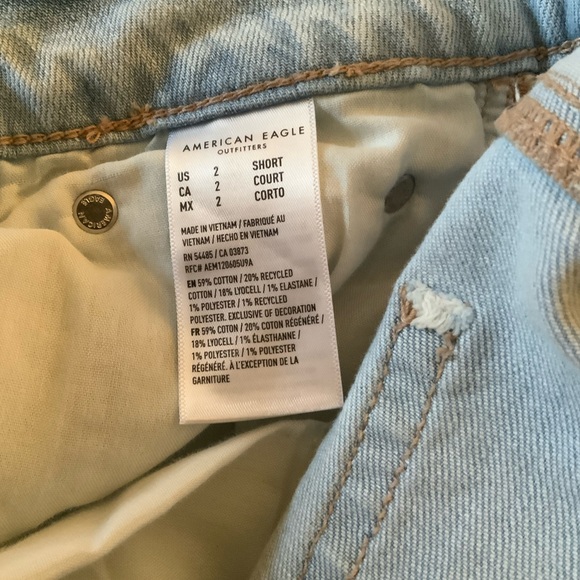 AMERICAN EAGLE
OUTFITTERS
US 2 SHORT
CA 2 COURT
MX 2 CORTO
MADE IN VIETNAM / FABRIQUÉ AU
VIETNAM / HECHO EN VIETNAM
RN 54485 / CA 03873
RFC# AEM120605U9A
EN 59% COTTON / 20% RECYCLED
COTTON / 18% LYOCELL / 1% ELASTANE /
1% POLYESTER / 1% RECYCLED
POLYESTER. EXCLUSIVE OF DECORATION
FR 59% COTON / 20% COTON RÉGÉNÉRÉ /
18% LYOCELL / 1% ÉLASTHANNE /
1% POLYESTER / 1% POLYESTER
RÉGÉNÉRÉ. À L'EXCEPTION DE LA
GARNITURE
AMERICAN
EAGLE